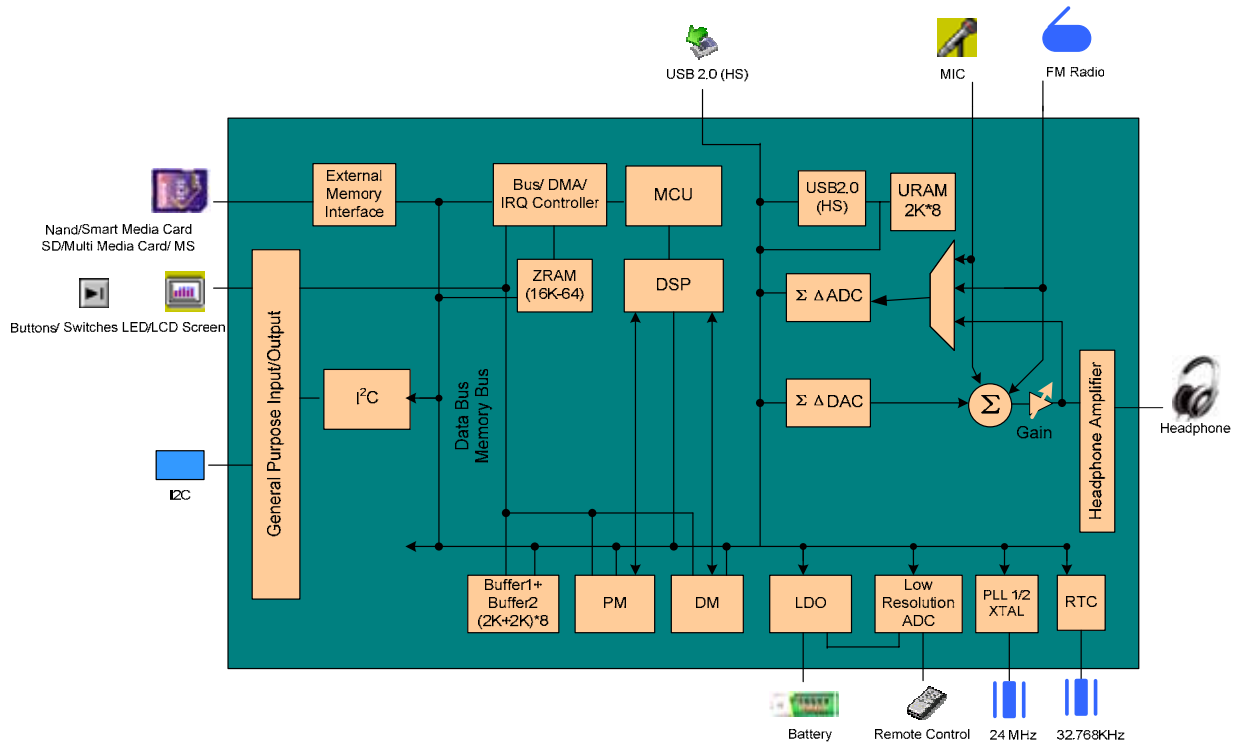 USB 2.0 (HS)
MIC
FM Radio
External
Memory
Interface
Bus/ DMA/
IRQ Controller
MCU
USB2.0
(HS)
URAM
2K*8
Nand/Smart Media Card
SD/Multi Media Card/ MS
ZRAM
(16K-64)
DSP
Σ Δ ADC
Buttons/ Switches LED/LCD Screen
General Purpose Input/Output
I²C
Data Bus
Memory Bus
Σ Δ DAC
Σ
Gain
Headphone Amplifier
Headphone
I2C
Buffer1+
Buffer2
(2K+2K)*8
PM
DM
LDO
Low
Resolution
ADC
PLL 1/2
XTAL
RTC
Battery
Remote Control
24 MHz
32.768KHz